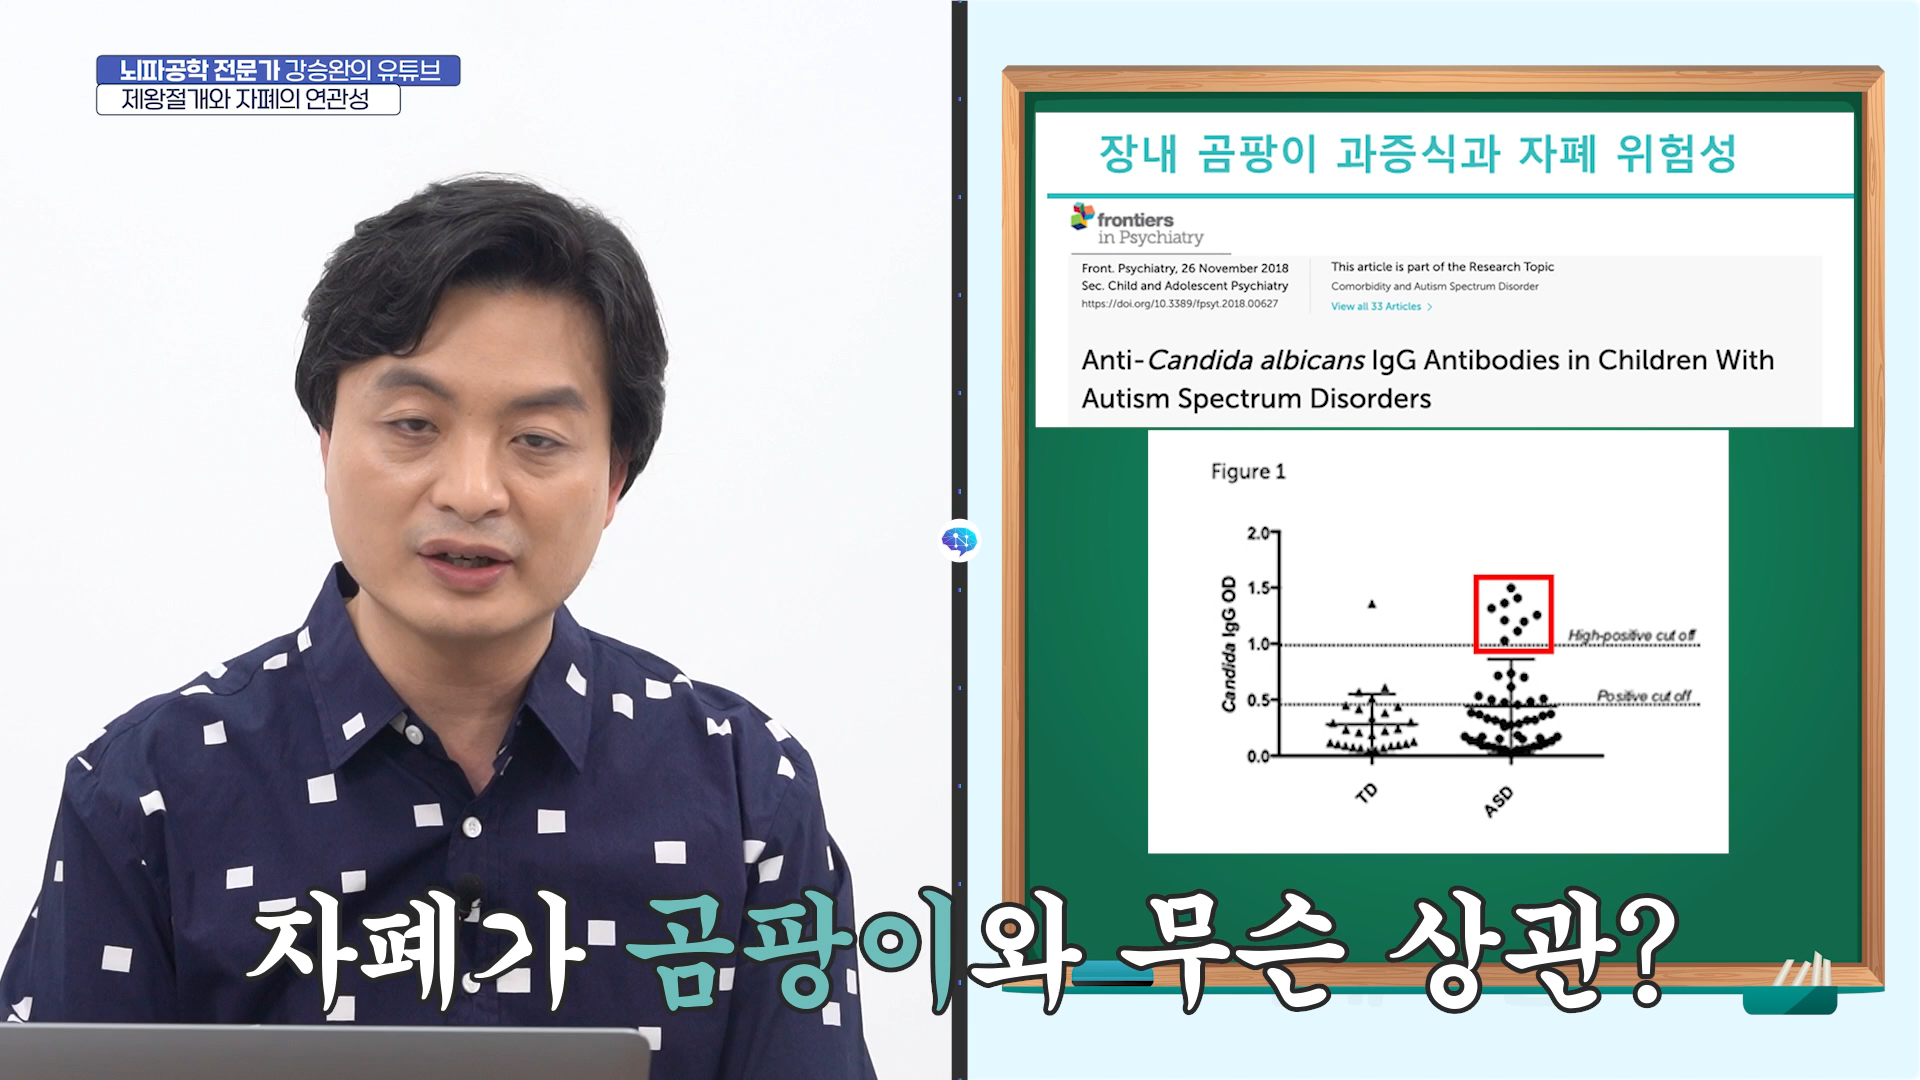 뇌파공학 전문가 강승완의 유튜브
제왕절개와 자폐의 연관성
장내 곰팡이 과증식과 자폐 위험성
frontiers
in Psychiatry
Front. Psychiatry, 26 November 2018
Sec. Child and Adolescent Psychiatry
https://doi.org/10.3389/fpsyt.2018.00627
This article is part of the Research Topic
Comorbidity and Autism Spectrum Disorder
View all 33 Articles >
Anti-Candida albicans IgG Antibodies in Children With
Autism Spectrum Disorders
Figure 1
Candida IgG OD
2.0
1.5
1.0
0.5
0.0
High-positive cut off
Positive cut off
TD
ASD
자폐가 곰팡이와 무슨 상관?